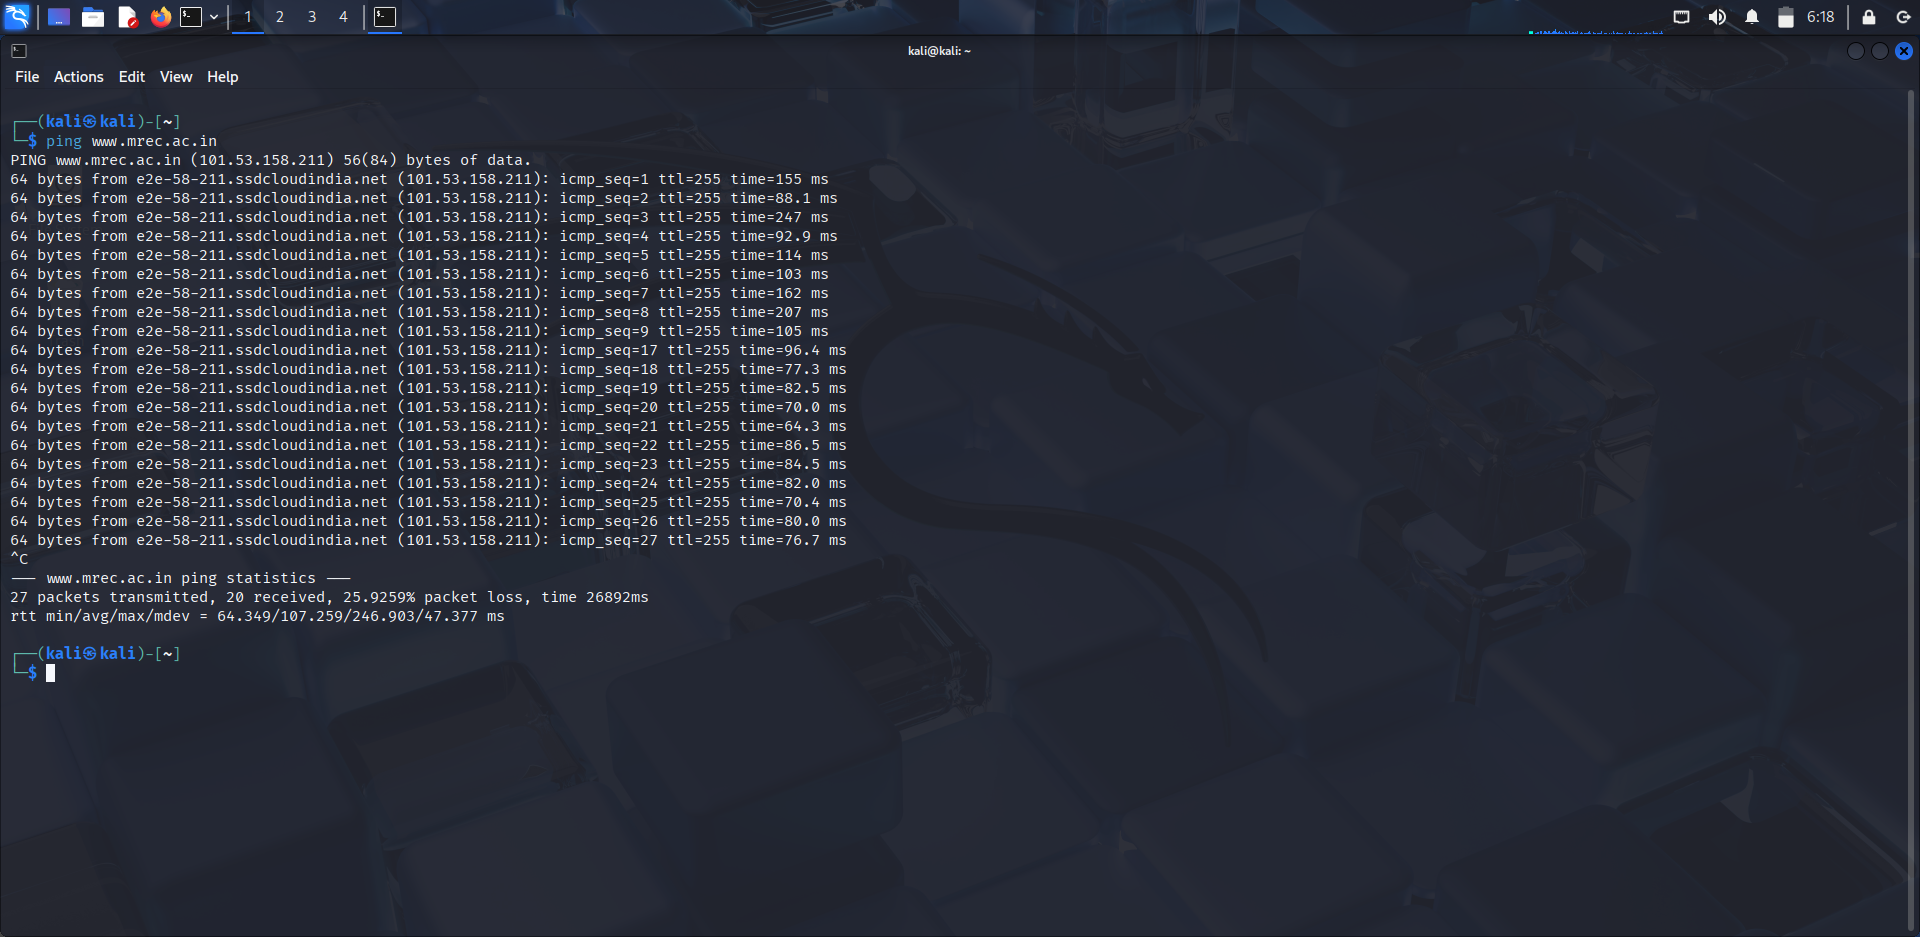 1 2 3 4 6:18
kali@kali: ~
File Actions Edit View Help
┌──(kali㉿kali)-[~]
└─$ ping www.mrec.ac.in
PING www.mrec.ac.in (101.53.158.211) 56(84) bytes of data.
64 bytes from e2e-58-211.ssdcloudindia.net (101.53.158.211): icmp_seq=1 ttl=255 time=155 ms
64 bytes from e2e-58-211.ssdcloudindia.net (101.53.158.211): icmp_seq=2 ttl=255 time=88.1 ms
64 bytes from e2e-58-211.ssdcloudindia.net (101.53.158.211): icmp_seq=3 ttl=255 time=247 ms
64 bytes from e2e-58-211.ssdcloudindia.net (101.53.158.211): icmp_seq=4 ttl=255 time=92.9 ms
64 bytes from e2e-58-211.ssdcloudindia.net (101.53.158.211): icmp_seq=5 ttl=255 time=114 ms
64 bytes from e2e-58-211.ssdcloudindia.net (101.53.158.211): icmp_seq=6 ttl=255 time=103 ms
64 bytes from e2e-58-211.ssdcloudindia.net (101.53.158.211): icmp_seq=7 ttl=255 time=162 ms
64 bytes from e2e-58-211.ssdcloudindia.net (101.53.158.211): icmp_seq=8 ttl=255 time=207 ms
64 bytes from e2e-58-211.ssdcloudindia.net (101.53.158.211): icmp_seq=9 ttl=255 time=105 ms
64 bytes from e2e-58-211.ssdcloudindia.net (101.53.158.211): icmp_seq=17 ttl=255 time=96.4 ms
64 bytes from e2e-58-211.ssdcloudindia.net (101.53.158.211): icmp_seq=18 ttl=255 time=77.3 ms
64 bytes from e2e-58-211.ssdcloudindia.net (101.53.158.211): icmp_seq=19 ttl=255 time=82.5 ms
64 bytes from e2e-58-211.ssdcloudindia.net (101.53.158.211): icmp_seq=20 ttl=255 time=70.0 ms
64 bytes from e2e-58-211.ssdcloudindia.net (101.53.158.211): icmp_seq=21 ttl=255 time=64.3 ms
64 bytes from e2e-58-211.ssdcloudindia.net (101.53.158.211): icmp_seq=22 ttl=255 time=86.5 ms
64 bytes from e2e-58-211.ssdcloudindia.net (101.53.158.211): icmp_seq=23 ttl=255 time=84.5 ms
64 bytes from e2e-58-211.ssdcloudindia.net (101.53.158.211): icmp_seq=24 ttl=255 time=82.0 ms
64 bytes from e2e-58-211.ssdcloudindia.net (101.53.158.211): icmp_seq=25 ttl=255 time=70.4 ms
64 bytes from e2e-58-211.ssdcloudindia.net (101.53.158.211): icmp_seq=26 ttl=255 time=80.0 ms
64 bytes from e2e-58-211.ssdcloudindia.net (101.53.158.211): icmp_seq=27 ttl=255 time=76.7 ms
^C
--- www.mrec.ac.in ping statistics ---
27 packets transmitted, 20 received, 25.9259% packet loss, time 26892ms
rtt min/avg/max/mdev = 64.349/107.259/246.903/47.377 ms
┌──(kali㉿kali)-[~]
└─$